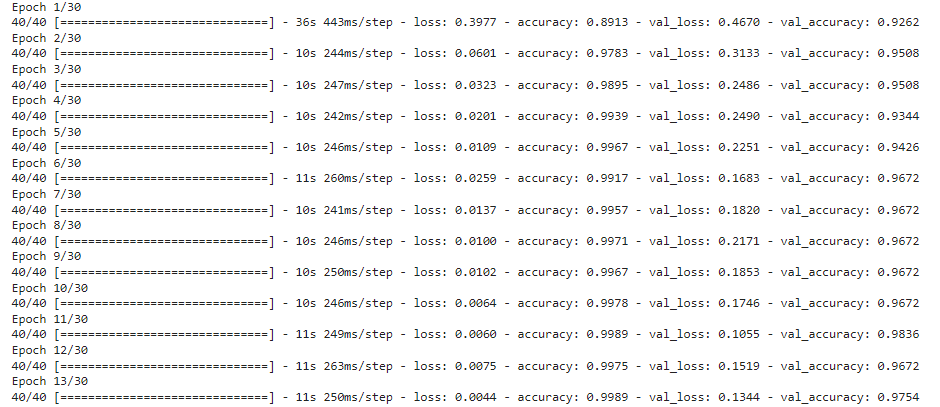 Epoch 1/30
40/40 [==============================] - 36s 443ms/step - loss: 0.3977 - accuracy: 0.8913 - val_loss: 0.4670 - val_accuracy: 0.9262
Epoch 2/30
40/40 [==============================] - 10s 244ms/step - loss: 0.0601 - accuracy: 0.9783 - val_loss: 0.3133 - val_accuracy: 0.9508
Epoch 3/30
40/40 [==============================] - 10s 247ms/step - loss: 0.0323 - accuracy: 0.9895 - val_loss: 0.2486 - val_accuracy: 0.9508
Epoch 4/30
40/40 [==============================] - 10s 242ms/step - loss: 0.0201 - accuracy: 0.9939 - val_loss: 0.2490 - val_accuracy: 0.9344
Epoch 5/30
40/40 [==============================] - 10s 246ms/step - loss: 0.0109 - accuracy: 0.9967 - val_loss: 0.2251 - val_accuracy: 0.9426
Epoch 6/30
40/40 [==============================] - 11s 260ms/step - loss: 0.0259 - accuracy: 0.9917 - val_loss: 0.1683 - val_accuracy: 0.9672
Epoch 7/30
40/40 [==============================] - 10s 241ms/step - loss: 0.0137 - accuracy: 0.9957 - val_loss: 0.1820 - val_accuracy: 0.9672
Epoch 8/30
40/40 [==============================] - 10s 246ms/step - loss: 0.0100 - accuracy: 0.9971 - val_loss: 0.2171 - val_accuracy: 0.9672
Epoch 9/30
40/40 [==============================] - 10s 250ms/step - loss: 0.0102 - accuracy: 0.9967 - val_loss: 0.1853 - val_accuracy: 0.9672
Epoch 10/30
40/40 [==============================] - 10s 246ms/step - loss: 0.0064 - accuracy: 0.9978 - val_loss: 0.1746 - val_accuracy: 0.9672
Epoch 11/30
40/40 [==============================] - 11s 249ms/step - loss: 0.0060 - accuracy: 0.9989 - val_loss: 0.1055 - val_accuracy: 0.9836
Epoch 12/30
40/40 [==============================] - 11s 263ms/step - loss: 0.0075 - accuracy: 0.9975 - val_loss: 0.1519 - val_accuracy: 0.9672
Epoch 13/30
40/40 [==============================] - 11s 250ms/step - loss: 0.0044 - accuracy: 0.9989 - val_loss: 0.1344 - val_accuracy: 0.9754